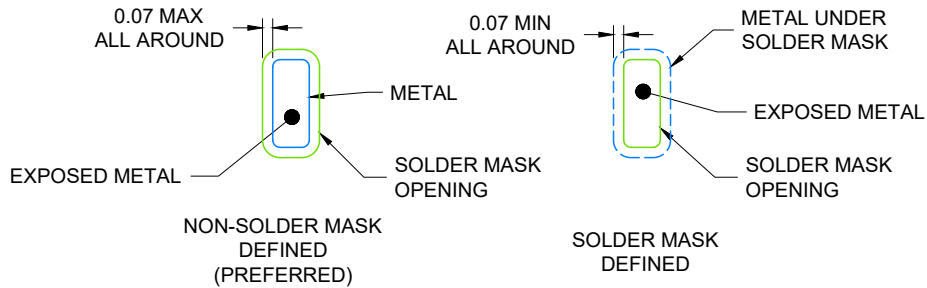 0.07 MAX
ALL AROUND
METAL
EXPOSED METAL
SOLDER MASK
OPENING
NON-SOLDER MASK
DEFINED
(PREFERRED)
0.07 MIN
ALL AROUND
METAL UNDER
SOLDER MASK
EXPOSED METAL
SOLDER MASK
OPENING
SOLDER MASK
DEFINED